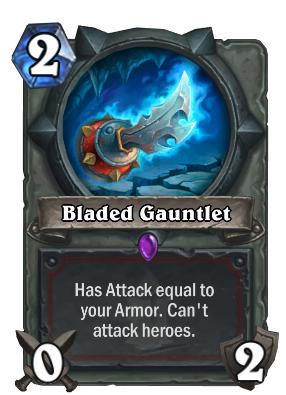 2
Bladed Gauntlet
Has Attack equal to
your Armor. Can't
attack heroes.
0
2